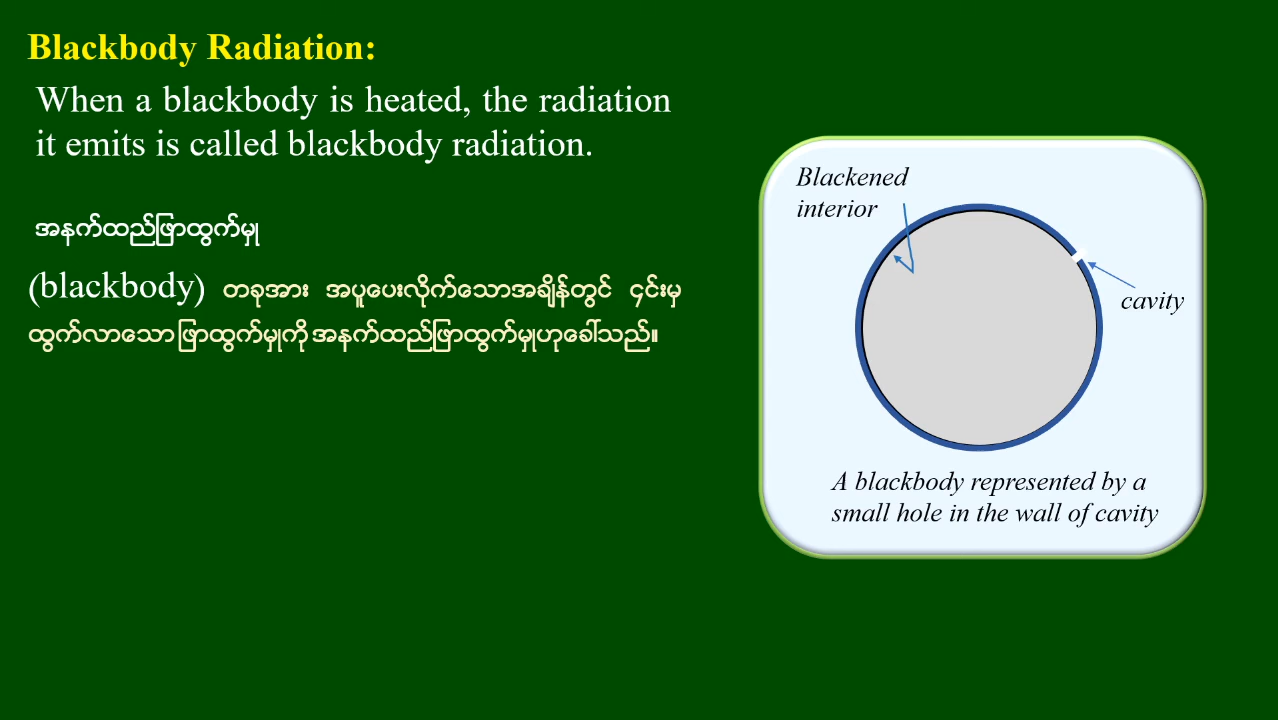 Blackbody Radiation:
When a blackbody is heated, the radiation
it emits is called blackbody radiation.
အနက်ထည်ဖြာထွက်မှု
(blackbody) တခုအား အပူပေးလိုက်သောအချိန်တွင် ၄င်းမှ
ထွက်လာသော ဖြာထွက်မှုကို အနက်ထည်ဖြာထွက်မှုဟုခေါ်သည်။
Blackened
interior
cavity
A blackbody represented by a
small hole in the wall of cavity